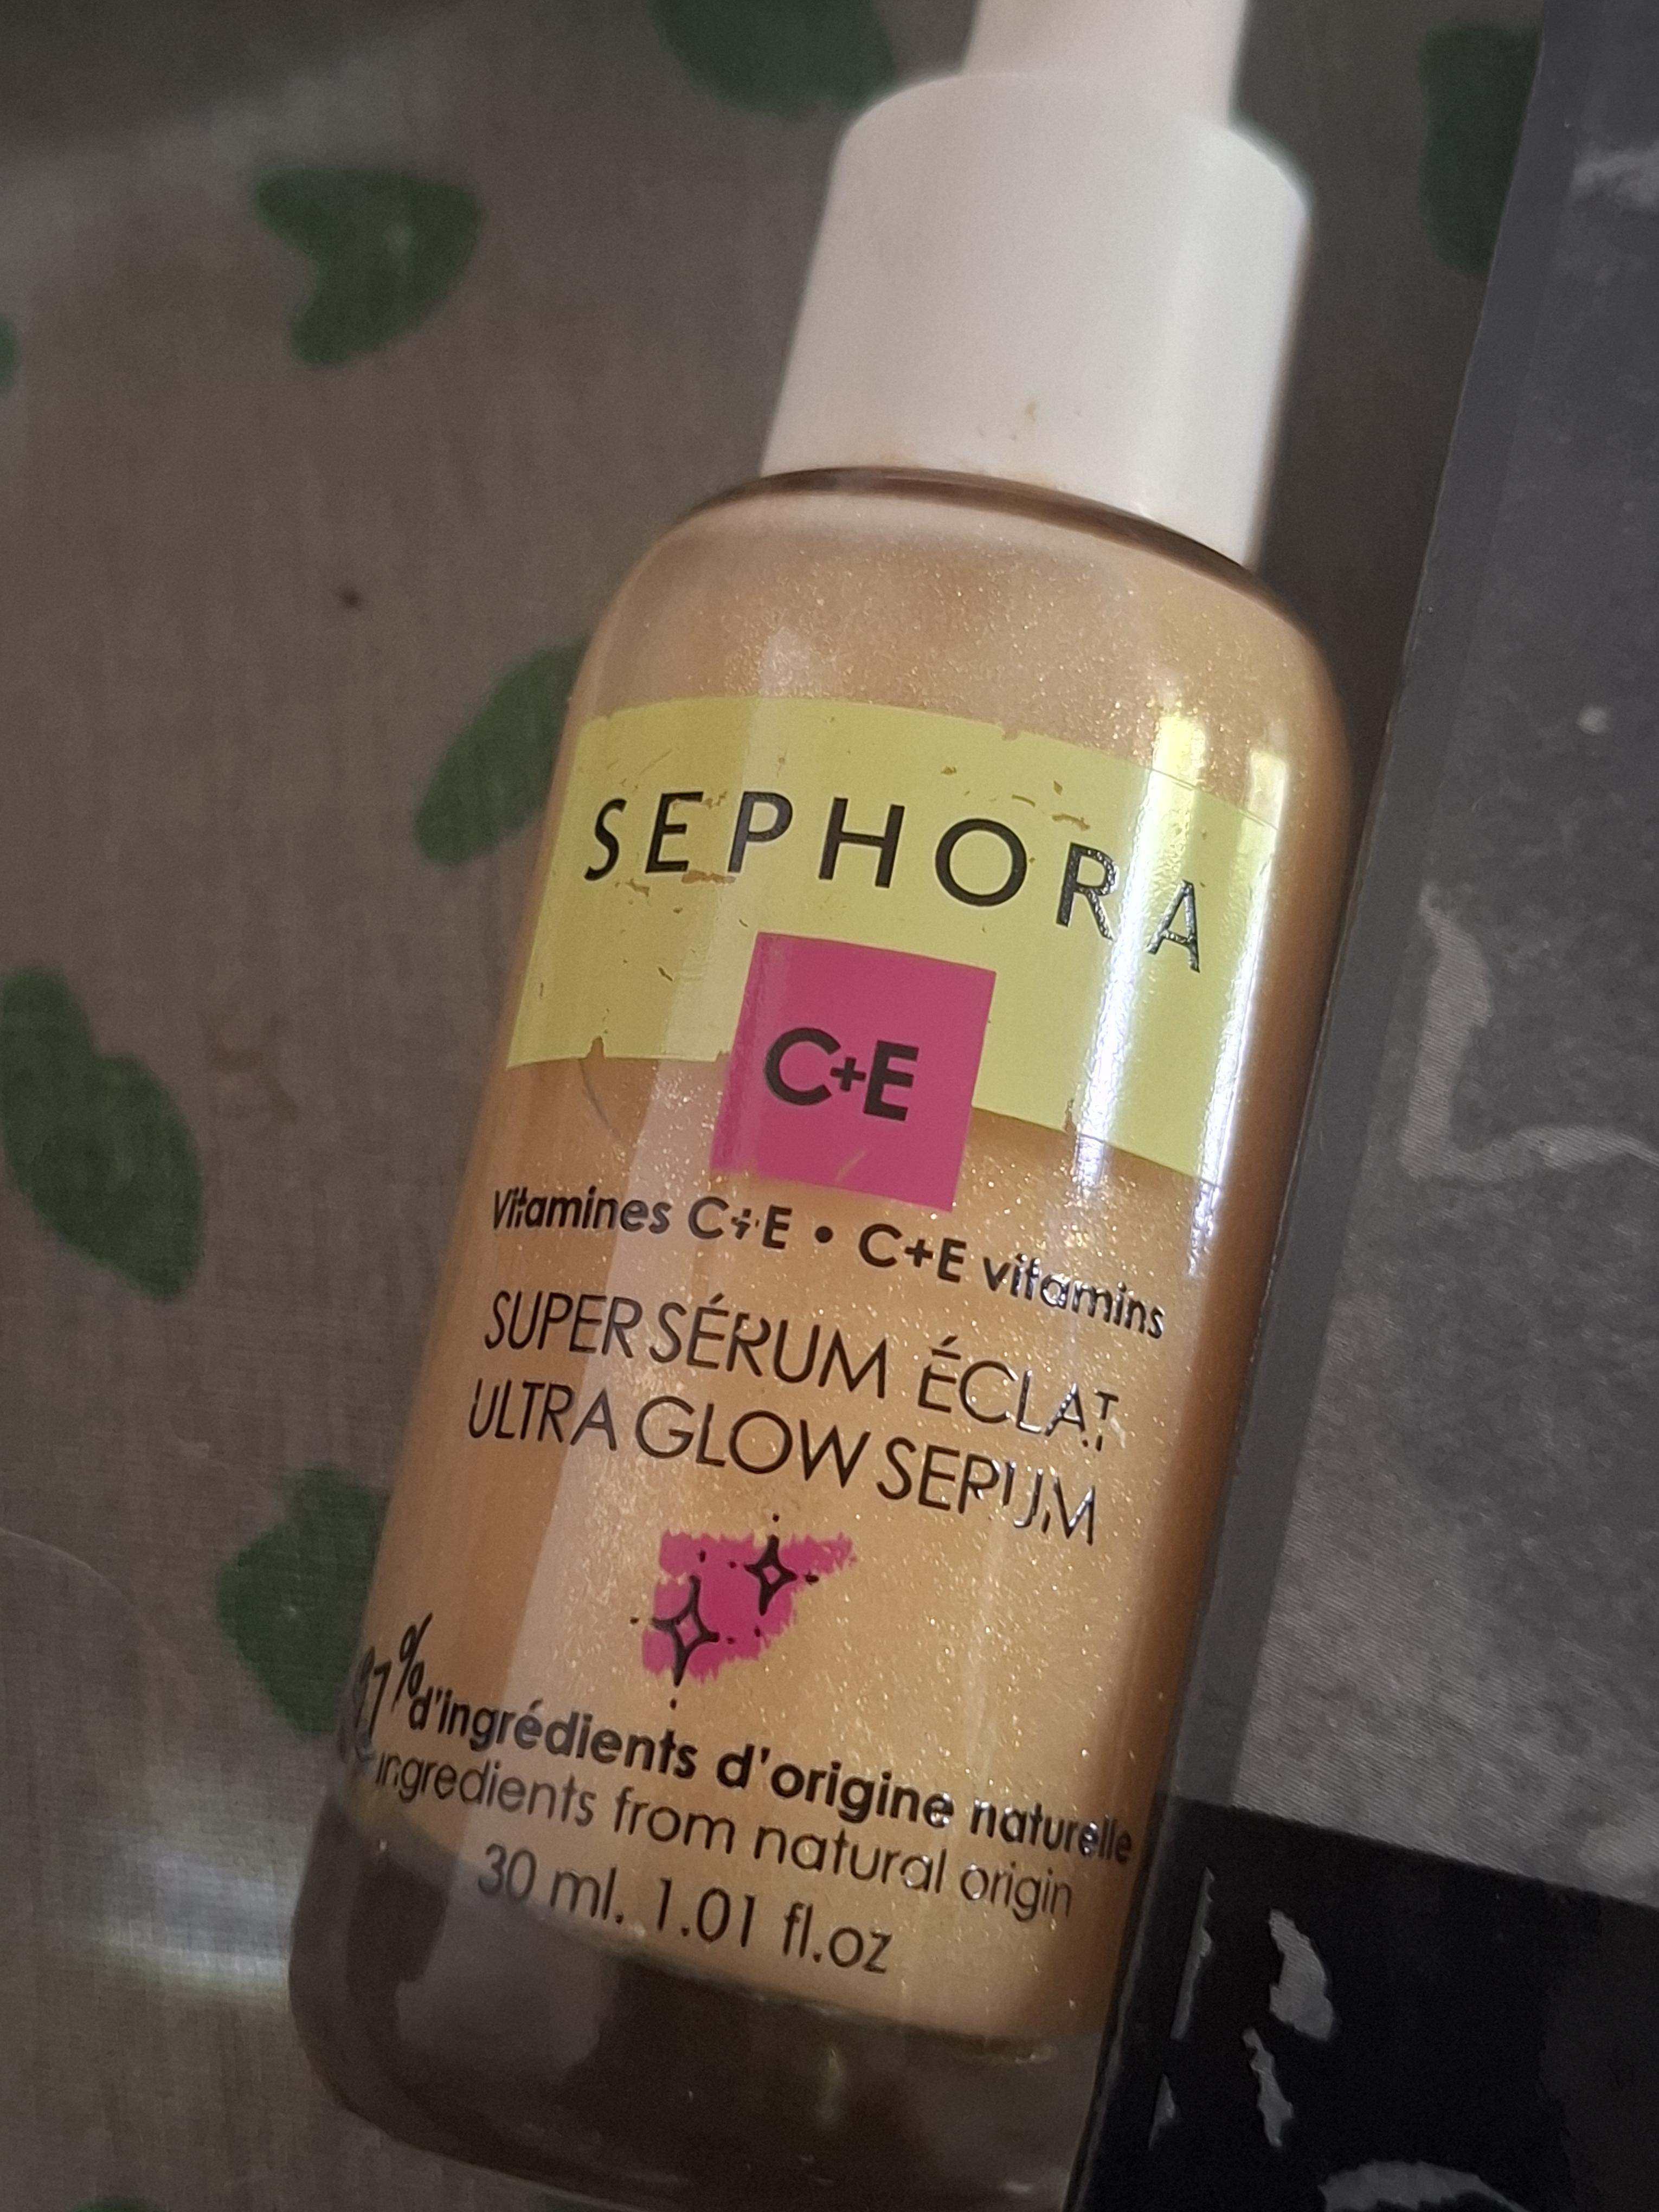 SEPHORA
C+E
Vitamines C+E • C+E vitamins
SUPER SÉRUM ÉCLAT
ULTRA GLOW SERUM
% d'ingrédients d'origine naturelle
ingredients from natural origin
30 ml. 1.01 fl.oz